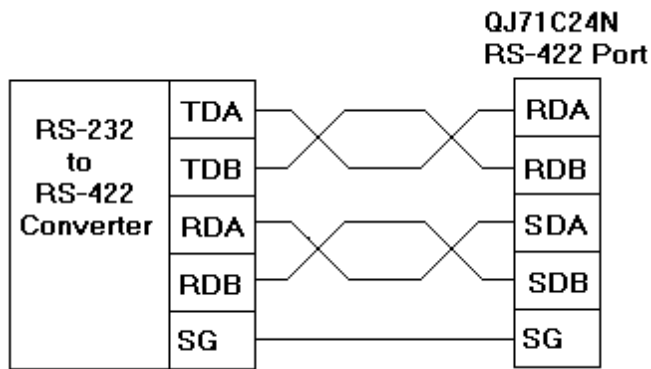 QJ71C24N
RS-422 Port
RS-232
to
RS-422
Converter
TDA
TDB
RDA
RDB
SG
RDA
RDB
SDA
SDB
SG